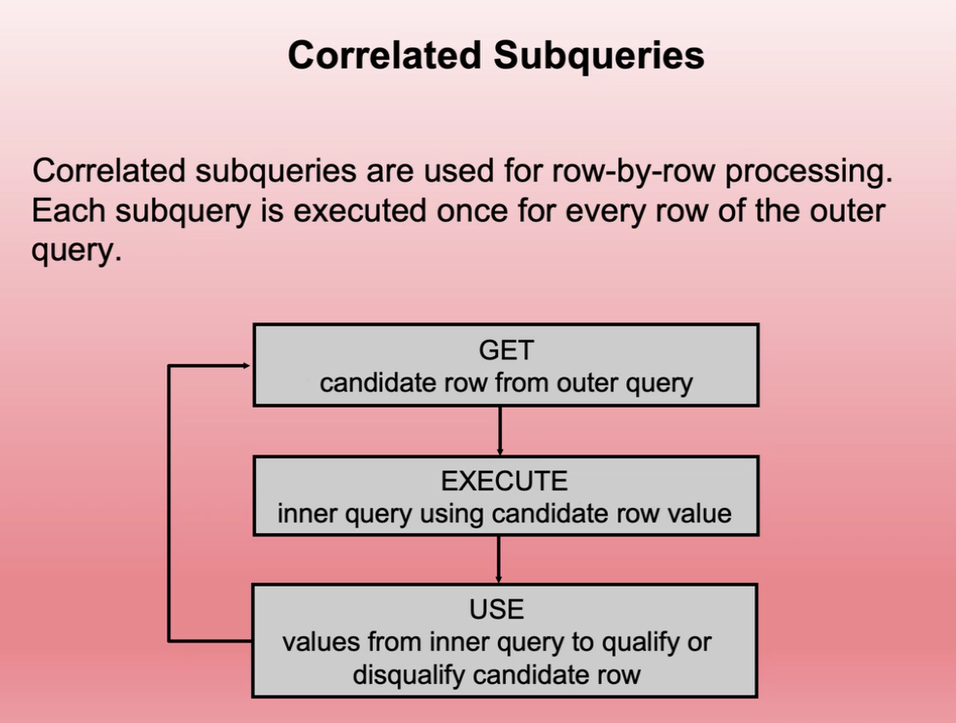 Correlated Subqueries
Correlated subqueries are used for row-by-row processing.
Each subquery is executed once for every row of the outer
query.
GET
candidate row from outer query
EXECUTE
inner query using candidate row value
USE
values from inner query to qualify or
disqualify candidate row